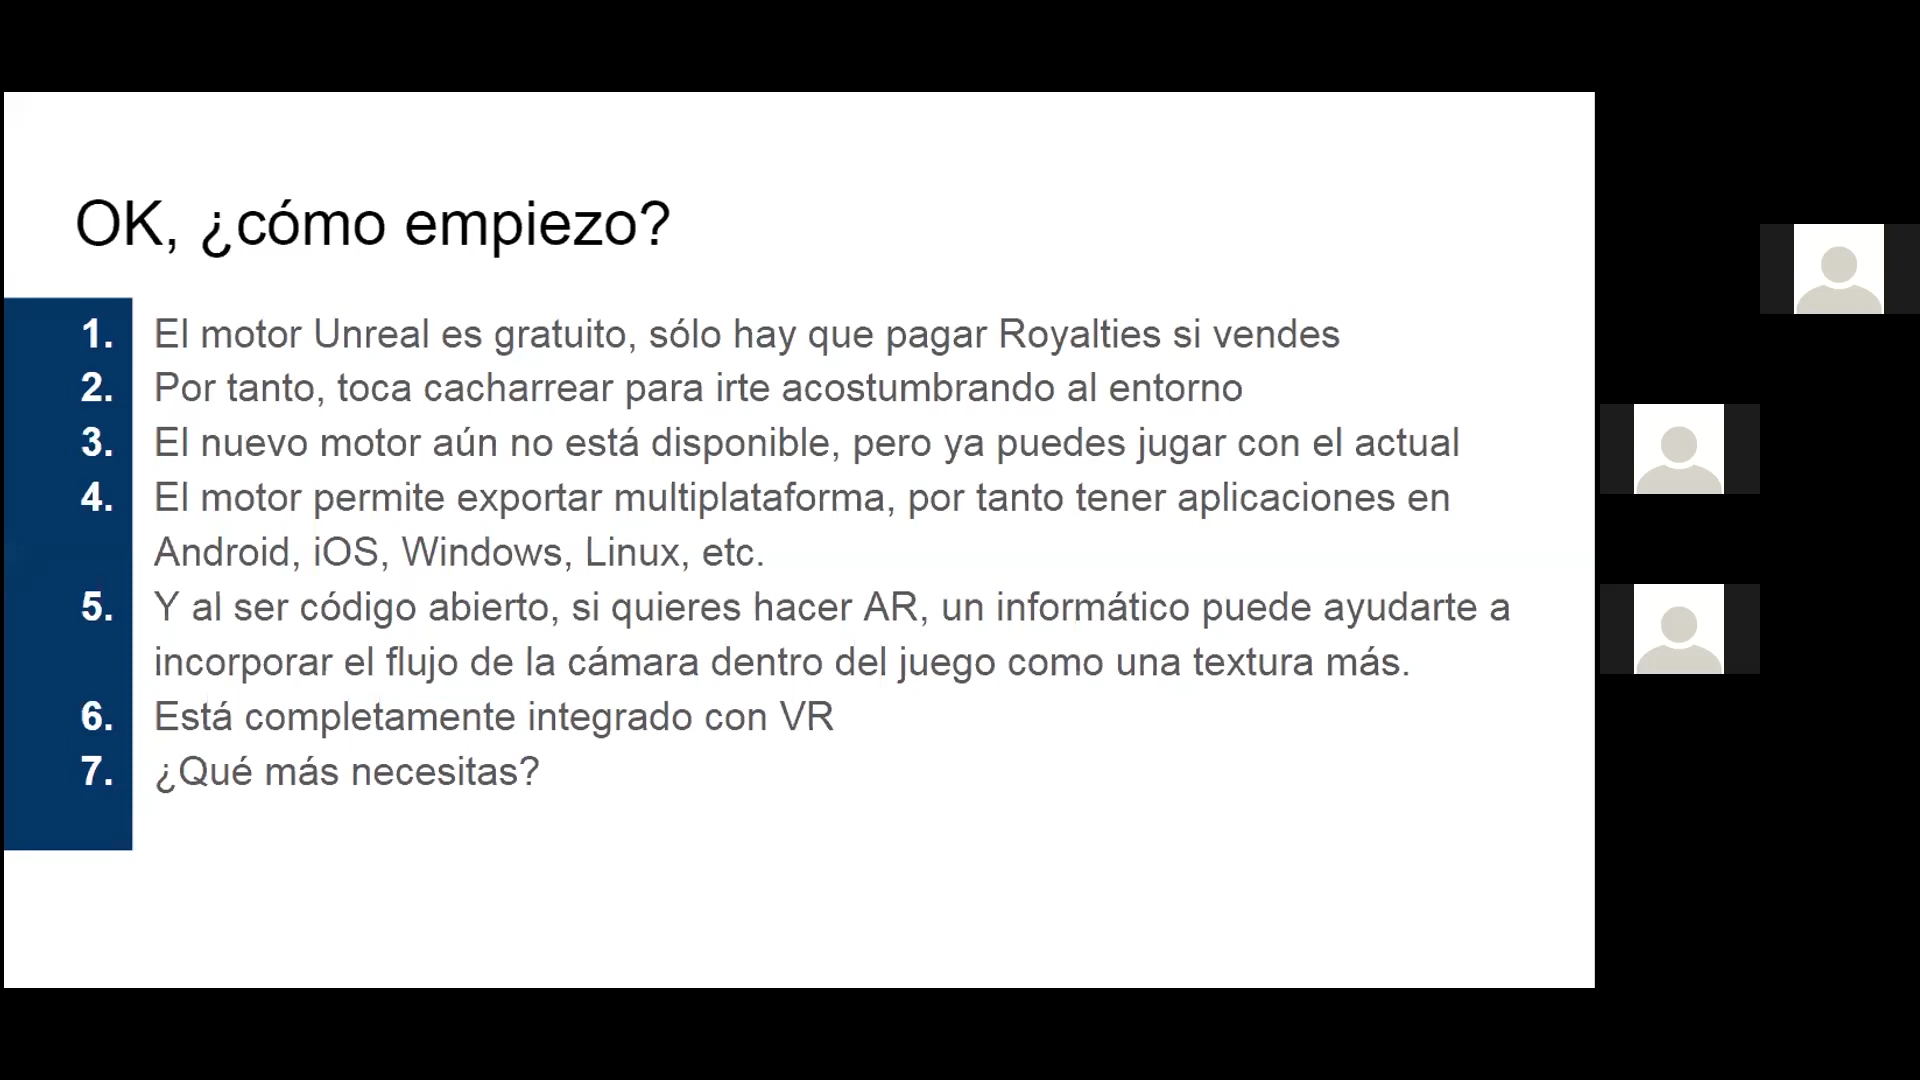 OK, ¿cómo empiezo?
1. El motor Unreal es gratuito, sólo hay que pagar Royalties si vendes
2. Por tanto, toca cacharrear para irte acostumbrando al entorno
3. El nuevo motor aún no está disponible, pero ya puedes jugar con el actual
4. El motor permite exportar multiplataforma, por tanto tener aplicaciones en
Android, iOS, Windows, Linux, etc.
5. Y al ser código abierto, si quieres hacer AR, un informático puede ayudarte a
incorporar el flujo de la cámara dentro del juego como una textura más.
6. Está completamente integrado con VR
7. ¿Qué más necesitas?